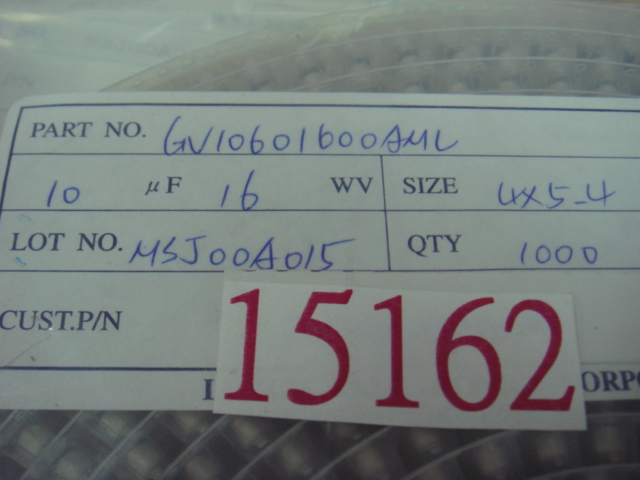 PART NO. GV10601600AML
10 μF 16 WV SIZE 4X5-4
LOT NO. MSJ00A015 QTY 1000
CUST.P/N
15162